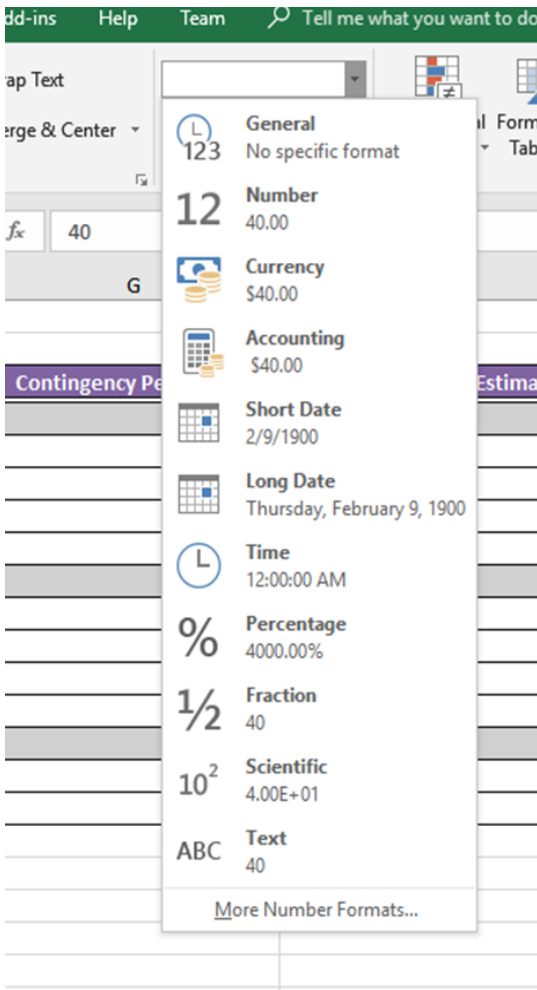 dd-ins Help Team Tell me what you want to do
ap Text
erge & Center
al Form
Tab
fx 40
G
Contingency Pe
Estima
General
No specific format
123
12
Number
40.00
Currency
$40.00
Accounting
$40.00
Short Date
2/9/1900
Long Date
Thursday, February 9, 1900
Time
12:00:00 AM
%
Percentage
4000.00%
1/2
Fraction
40
10²
Scientific
4.00E+01
ABC
Text
40
More Number Formats...